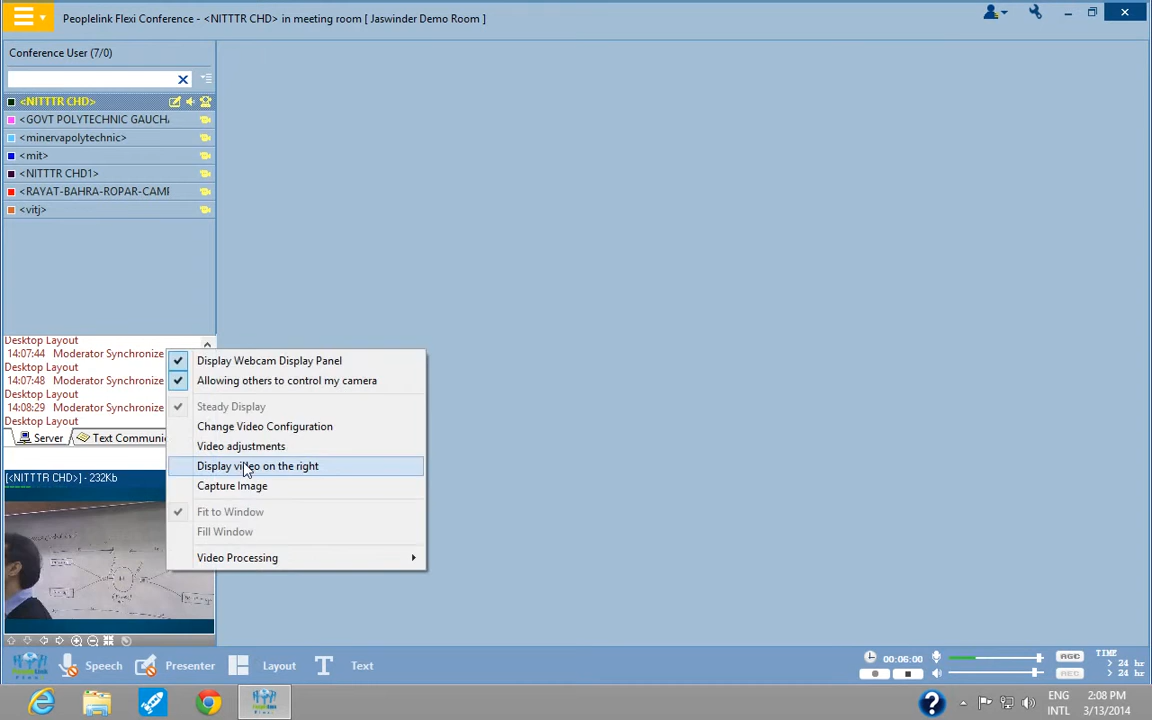 Peoplelink Flexi Conference - <NITTTR CHD> in meeting room [ Jaswinder Demo Room ]
Conference User (7/0)
<NITTTR CHD>
<GOVT POLYTECHNIC GAUCH
<minervapolytechnic>
<mit>
<NITTTR CHD1>
<RAYAT-BAHRA-ROPAR-CAMP
<vitj>
Desktop Layout
14:07:44 Moderator Synchronize
Desktop Layout
14:07:48 Moderator Synchronize
Desktop Layout
14:08:29 Moderator Synchronize
Desktop Layout
Server Text Communi
[<NITTTR CHD>] - 232Kb
Display Webcam Display Panel
Allowing others to control my camera
Steady Display
Change Video Configuration
Video adjustments
Display video on the right
Capture Image
Fit to Window
Fill Window
Video Processing
Speech Presenter Layout T Text
00:06:00 AGC TIME
> 24 hr
REC > 24 hr
ENG 2:08 PM
INTL 3/13/2014